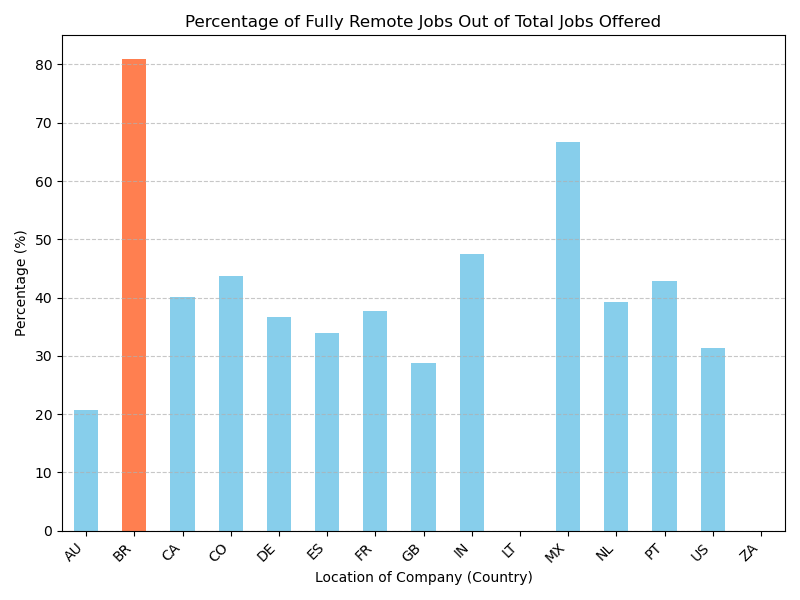 Percentage of Fully Remote Jobs Out of Total Jobs Offered
Percentage (%)
80
70
60
50
40
30
20
10
0
AU BR CA CO DE ES FR GB IN LT MX NL PT US ZA
Location of Company (Country)